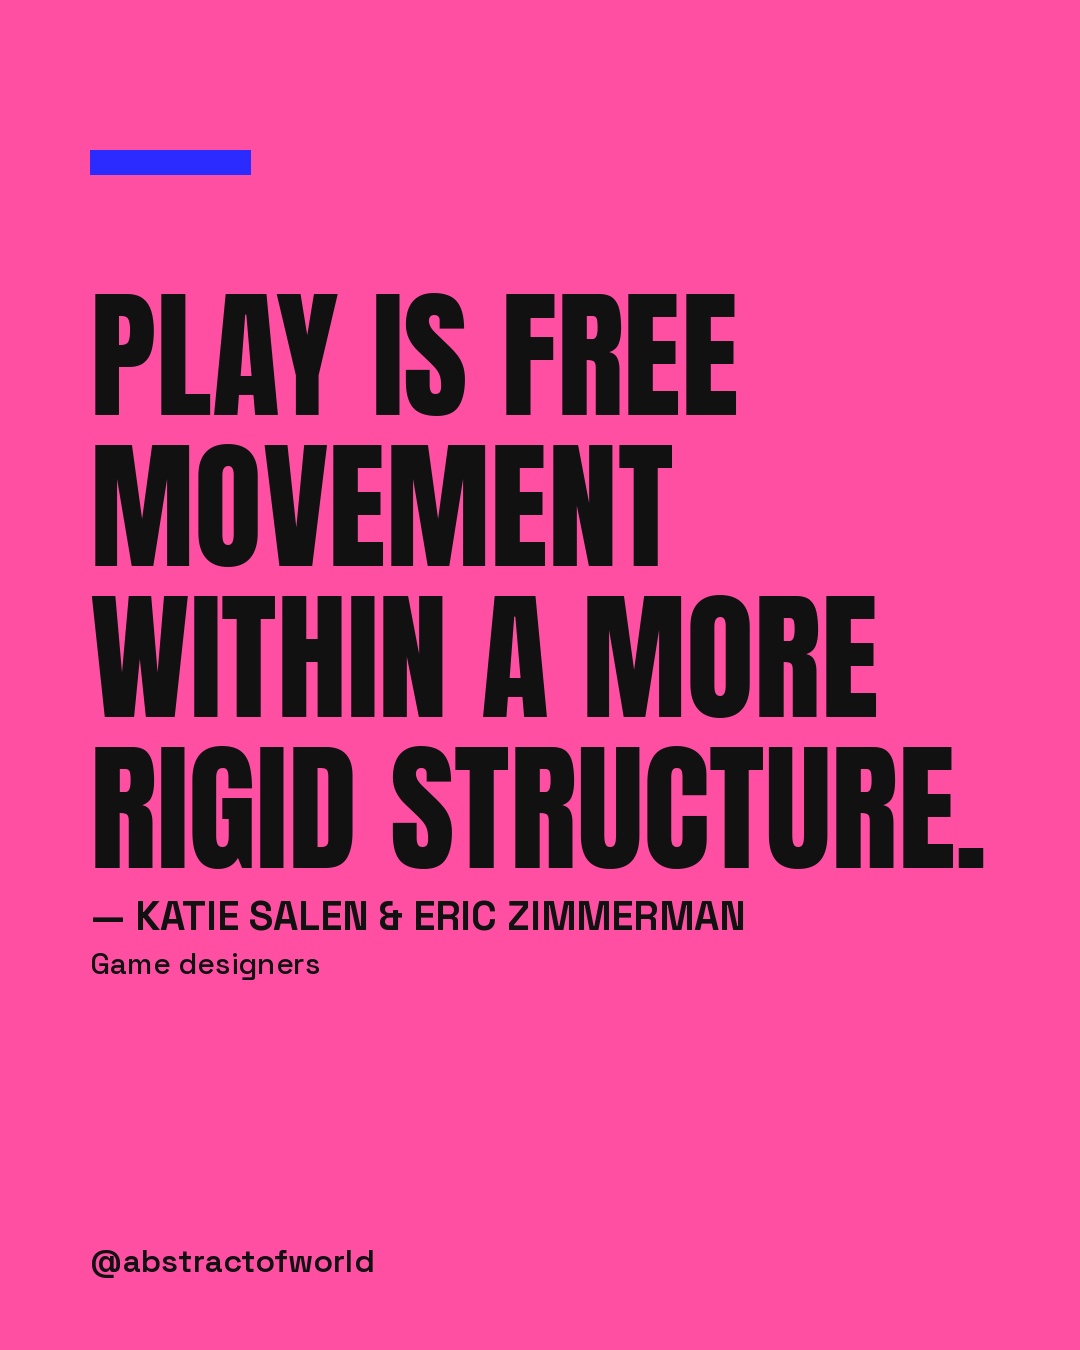 PLAY IS FREE
MOVEMENT
WITHIN A MORE
RIGID STRUCTURE.
— KATIE SALEN & ERIC ZIMMERMAN
Game designers
@abstractofworld